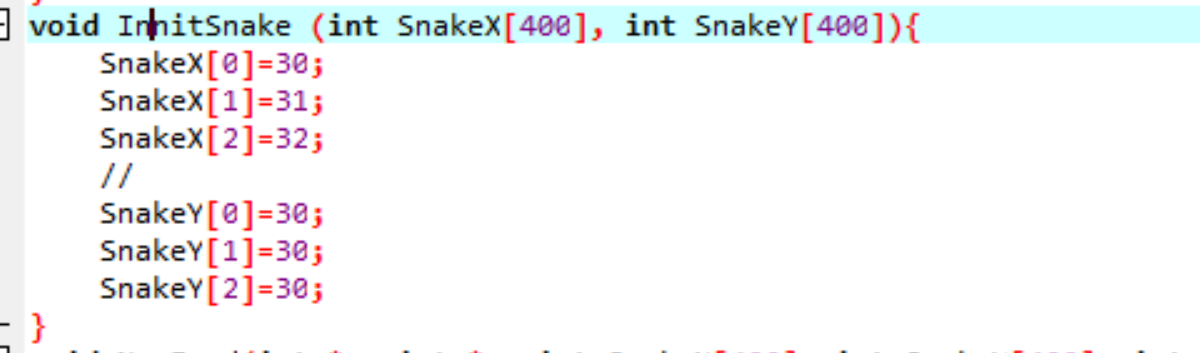 void InnitSnake (int SnakeX[400], int SnakeY[400]){
SnakeX[0]=30;
SnakeX[1]=31;
SnakeX[2]=32;
//
SnakeY[0]=30;
SnakeY[1]=30;
SnakeY[2]=30;
}